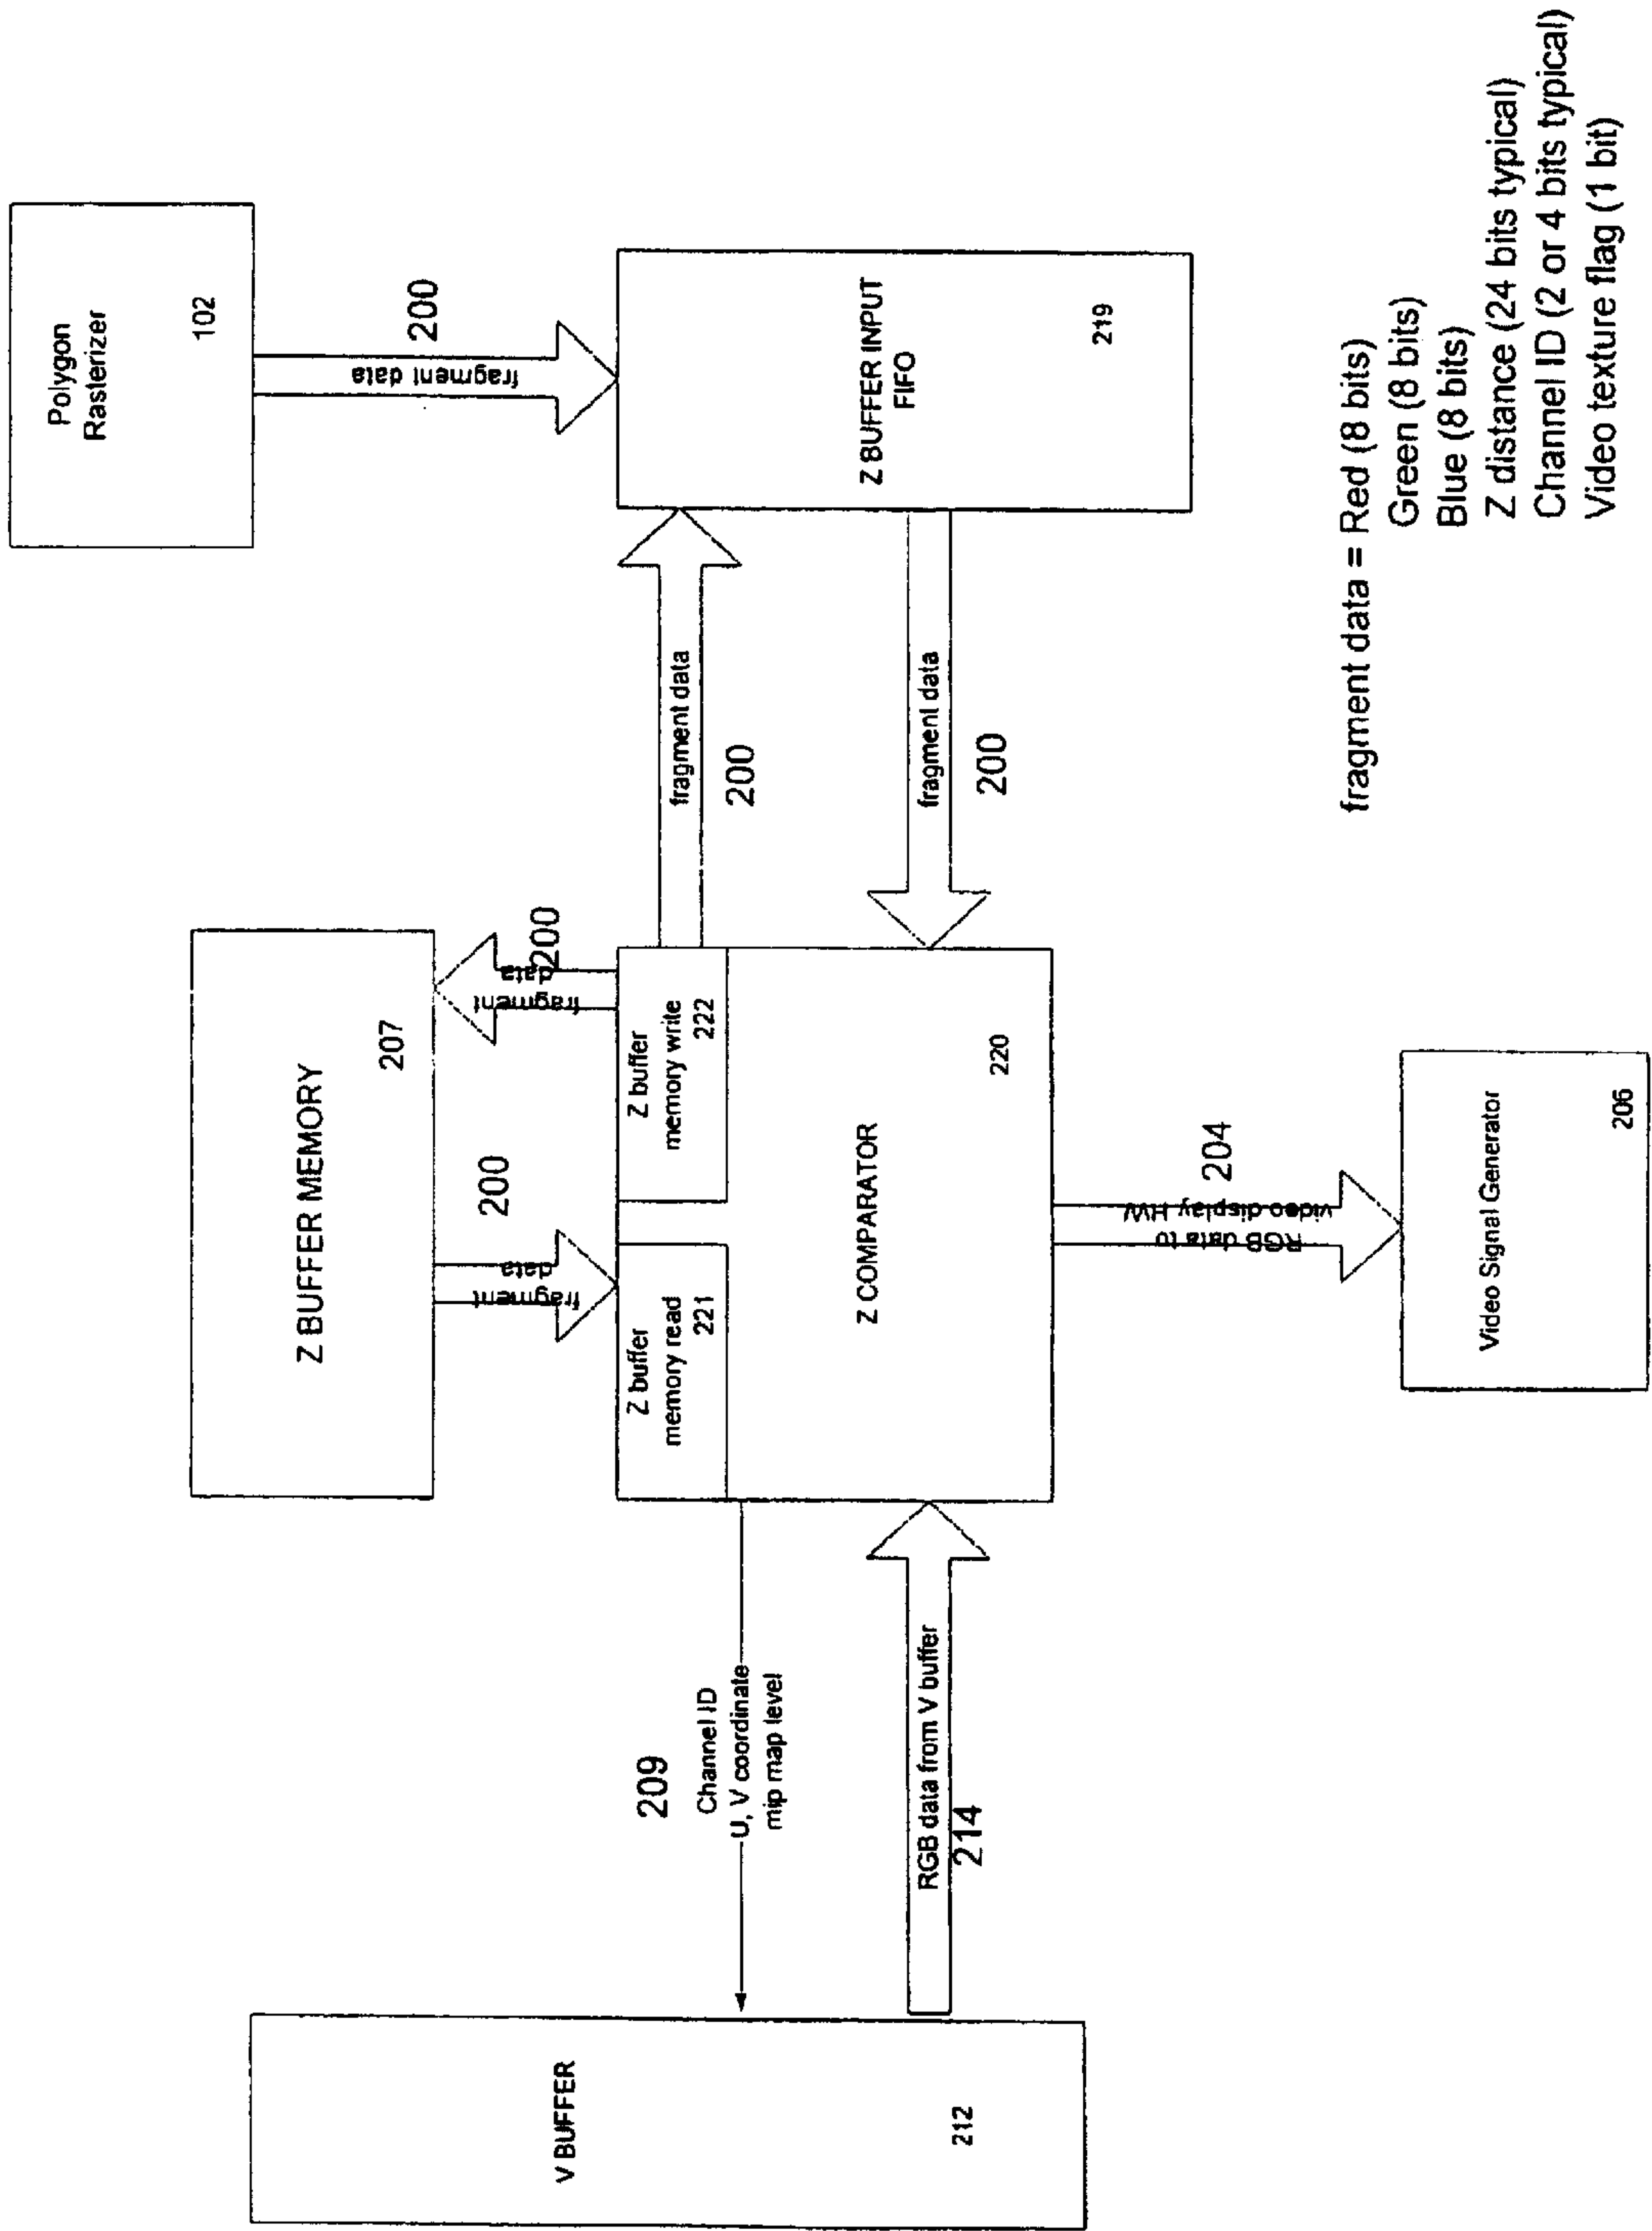 V BUFFER
212
209
Channel ID
U, V coordinate
mip map level
RGB data from V buffer
214
Z BUFFER MEMORY
207
fragment
data
200
fragment
data
200
Z buffer
memory read
221
Z buffer
memory write
222
Z COMPARATOR
220
RGB data to
video display HW
204
Video Signal Generator
206
fragment data
200
fragment data
200
Polygon
Rasterizer
102
fragment data
200
Z BUFFER INPUT
FIFO
219
fragment data = Red (8 bits)
Green (8 bits)
Blue (8 bits)
Z distance (24 bits typical)
Channel ID (2 or 4 bits typical)
Video texture flag (1 bit)